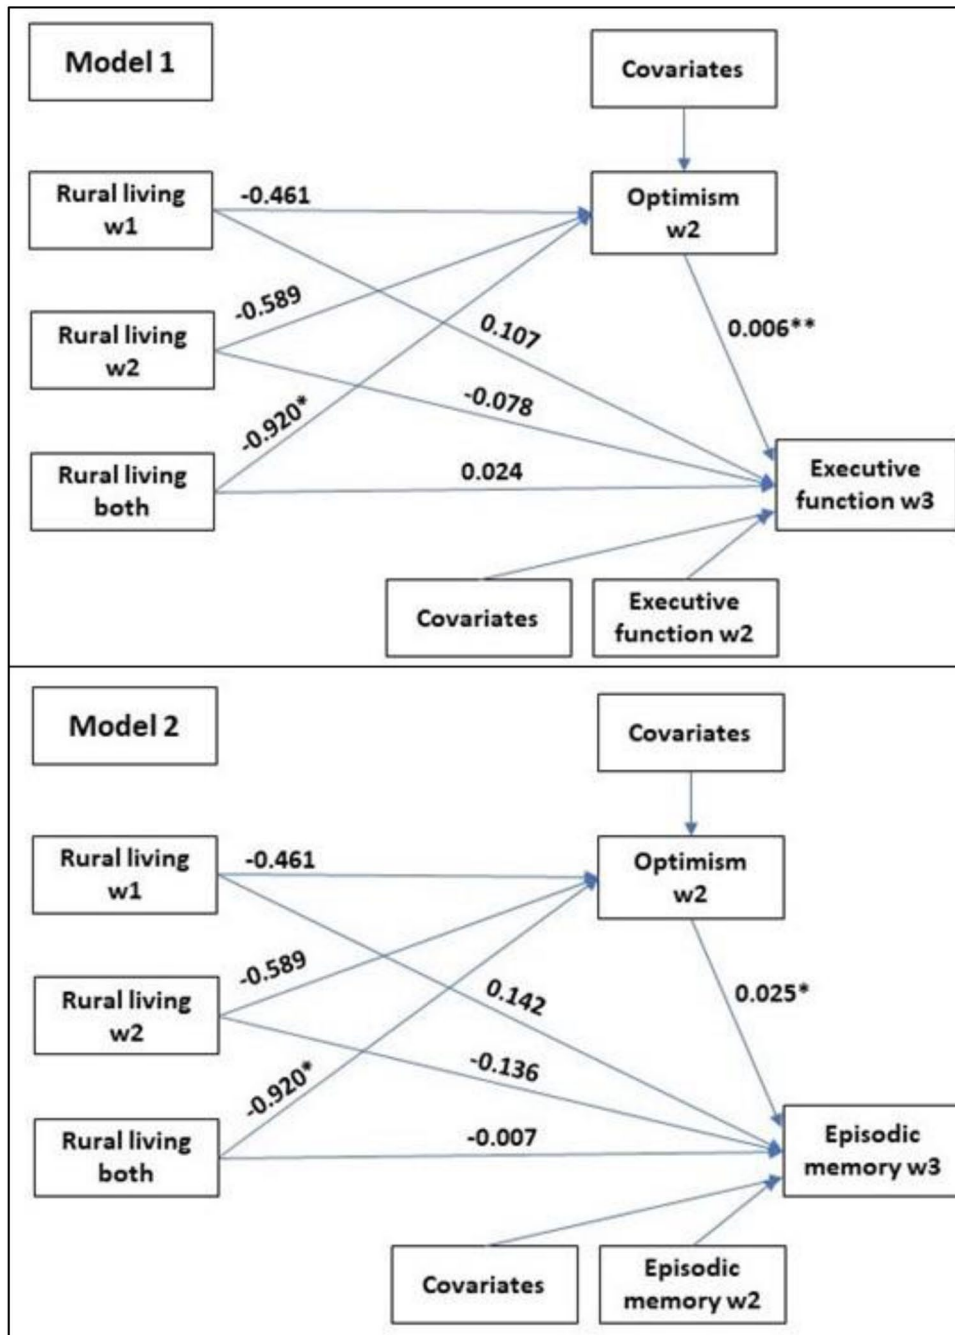 Model 1
Covariates
Rural living
w1
-0.461
Optimism
w2
Rural living
w2
-0.589
0.107
0.006**
-0.078
Rural living
both
-0.920*
0.024
Executive
function w3
Covariates
Executive
function w2
Model 2
Covariates
Rural living
w1
-0.461
Optimism
w2
Rural living
w2
-0.589
0.142
0.025*
-0.136
Rural living
both
-0.920*
-0.007
Episodic
memory w3
Covariates
Episodic
memory w2